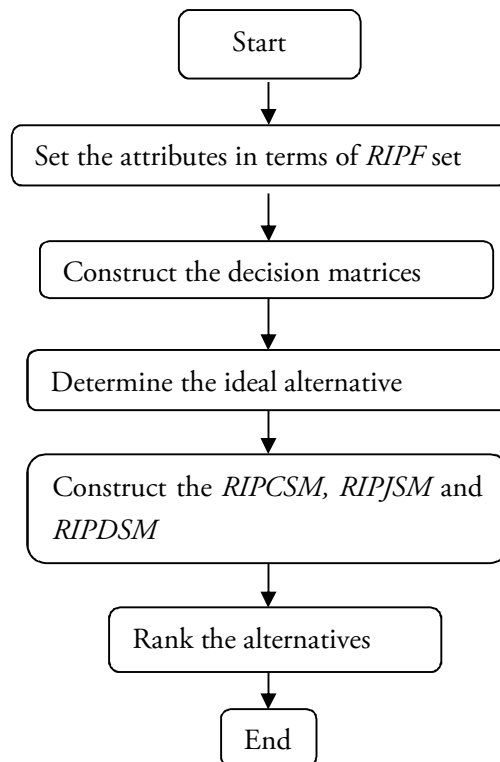 Start
Set the attributes in terms of RIPF set
Construct the decision matrices
Determine the ideal alternative
Construct the RIPCSM, RIPJSM and
RIPDSM
Rank the alternatives
End